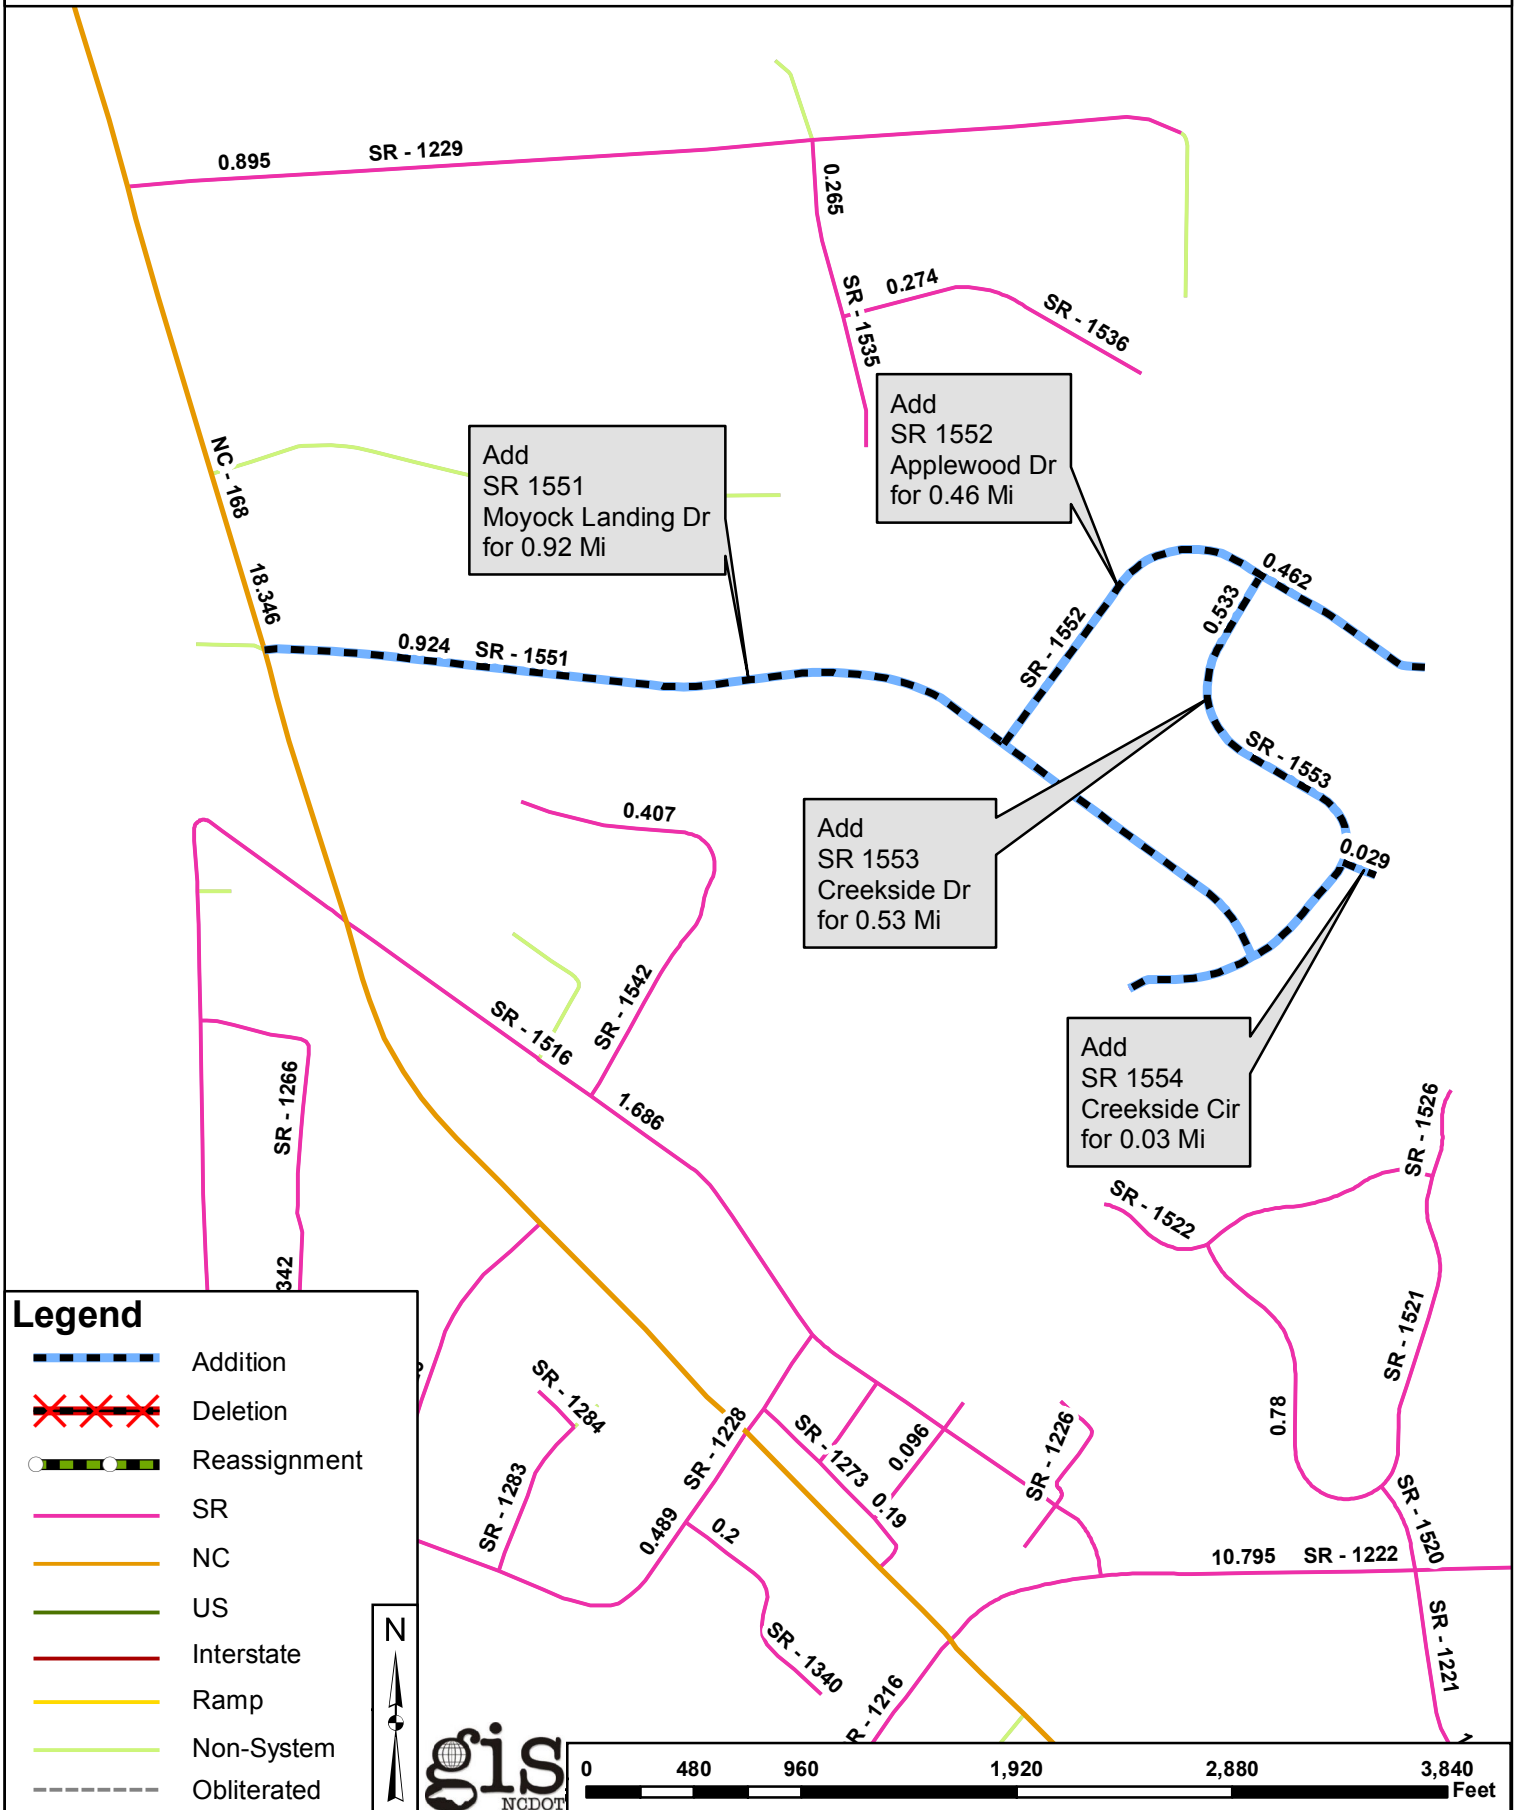 0.895
SR - 1229
0.265
0.274
SR - 1535
SR - 1536
Add
SR 1552
Applewood Dr
for 0.46 Mi
NC - 168
Add
SR 1551
Moyock Landing Dr
for 0.92 Mi
18.346
0.462
0.533
SR - 1552
0.924
SR - 1551
SR - 1553
0.407
Add
SR 1553
Creekside Dr
for 0.53 Mi
0.029
SR - 1542
SR - 1516
Add
SR 1554
Creekside Cir
for 0.03 Mi
SR - 1266
1.686
SR - 1526
SR - 1522
342
SR - 1521
SR - 1284
0.78
SR - 1228
SR - 1273
0.096
SR - 1226
SR - 1283
0.489
0.2
0.19
SR - 1520
10.795
SR - 1222
SR - 1340
SR - 1221
R - 1216
Legend
Addition
Deletion
Reassignment
SR
NC
US
Interstate
Ramp
Non-System
Obliterated
N
gis
NCDOT
0 480 960 1,920 2,880 3,840
Feet